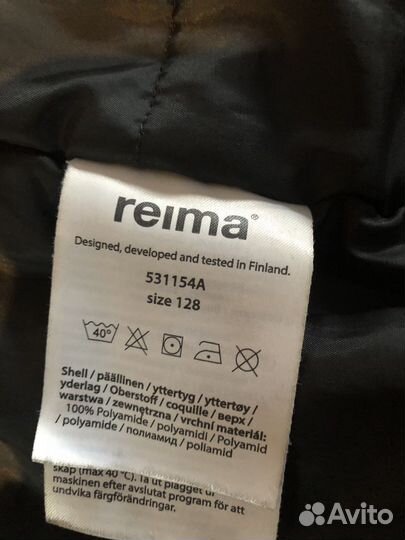 reima®
Designed, developed and tested in Finland.
531154A
size 128
40°
Shell / päällinen / yttertyg / yttertøy /
yderlag / Oberstoff / coquille / верх /
warstwa / zewnętrzna / vrchní materiál:
100% Polyamide / polyamidi / Polyamid
/ polyamide / полиамид / poliamid
skap (max 40 °C). Ta ut plagget ur
maskinen efter avslutat program för att
undvika färgförändringar.
Avito